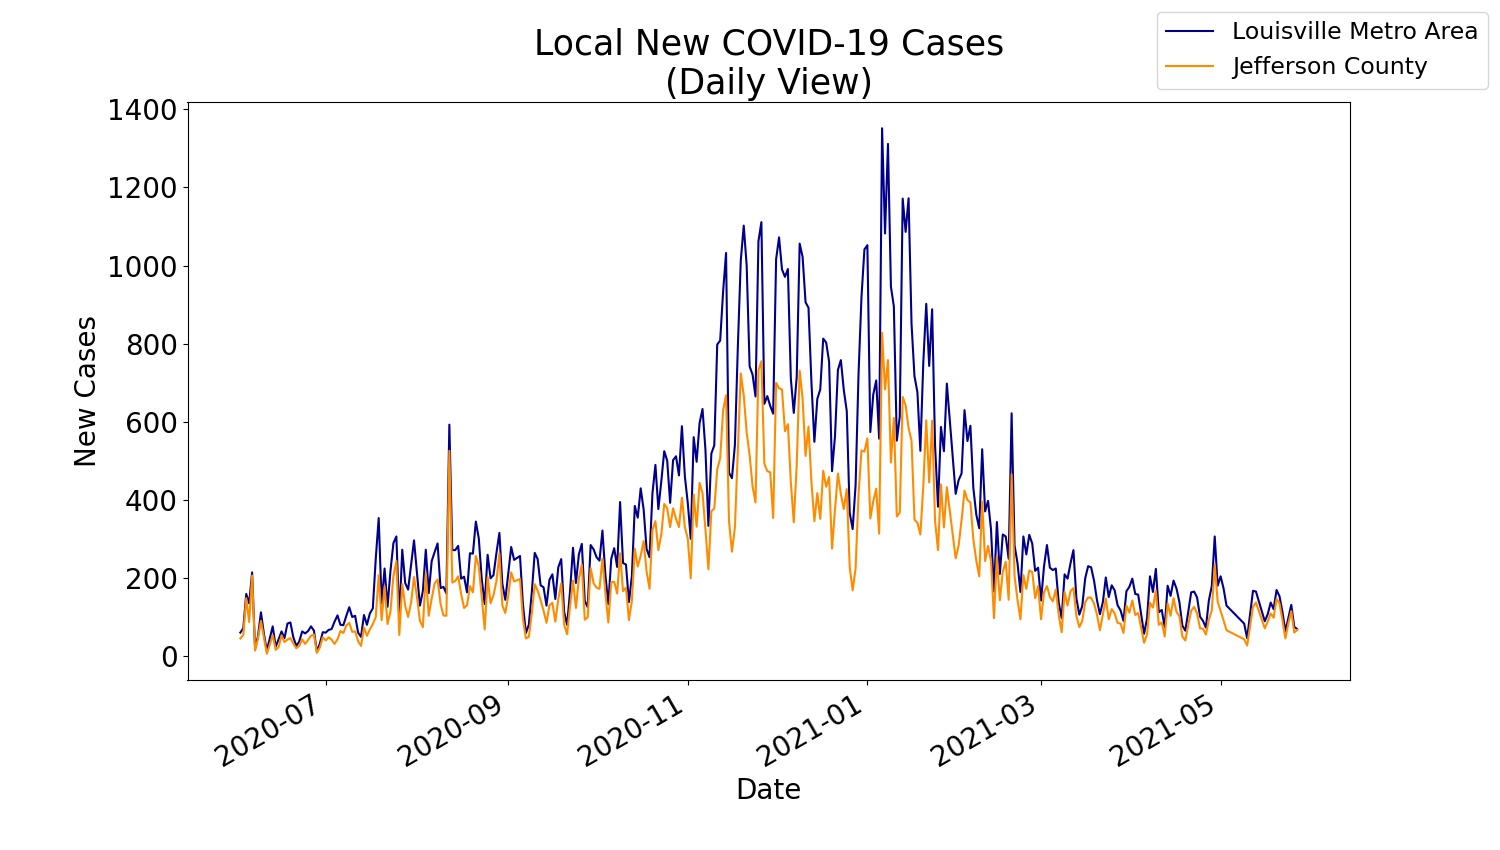 Local New COVID-19 Cases
(Daily View)
Louisville Metro Area
Jefferson County
New Cases
1400
1200
1000
800
600
400
200
0
2020-07
2020-09
2020-11
2021-01
2021-03
2021-05
Date